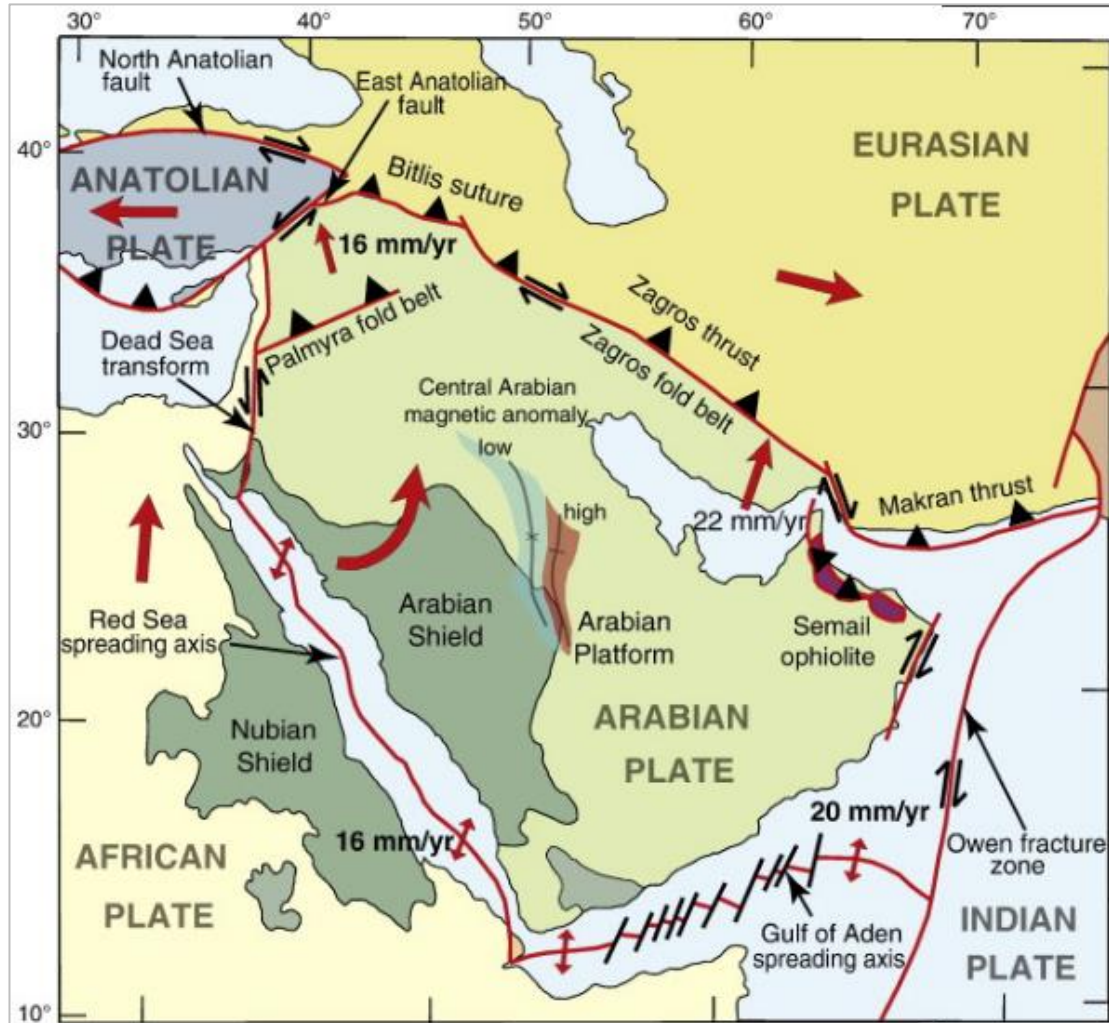 30°
40°
50°
60°
70°
North Anatolian
fault
East Anatolian
fault
40°
ANATOLIAN
PLATE
Bitlis suture
EURASIAN
PLATE
16 mm/yr
Dead Sea
transform
Palmyra fold belt
Zagros thrust
Zagros fold belt
Central Arabian
magnetic anomaly
low
high
30°
22 mm/yr
Makran thrust
Red Sea
spreading axis
Arabian
Shield
Arabian
Platform
Semail
ophiolite
20°
Nubian
Shield
ARABIAN
PLATE
16 mm/yr
20 mm/yr
Owen fracture
zone
AFRICAN
PLATE
Gulf of Aden
spreading axis
INDIAN
PLATE
10°